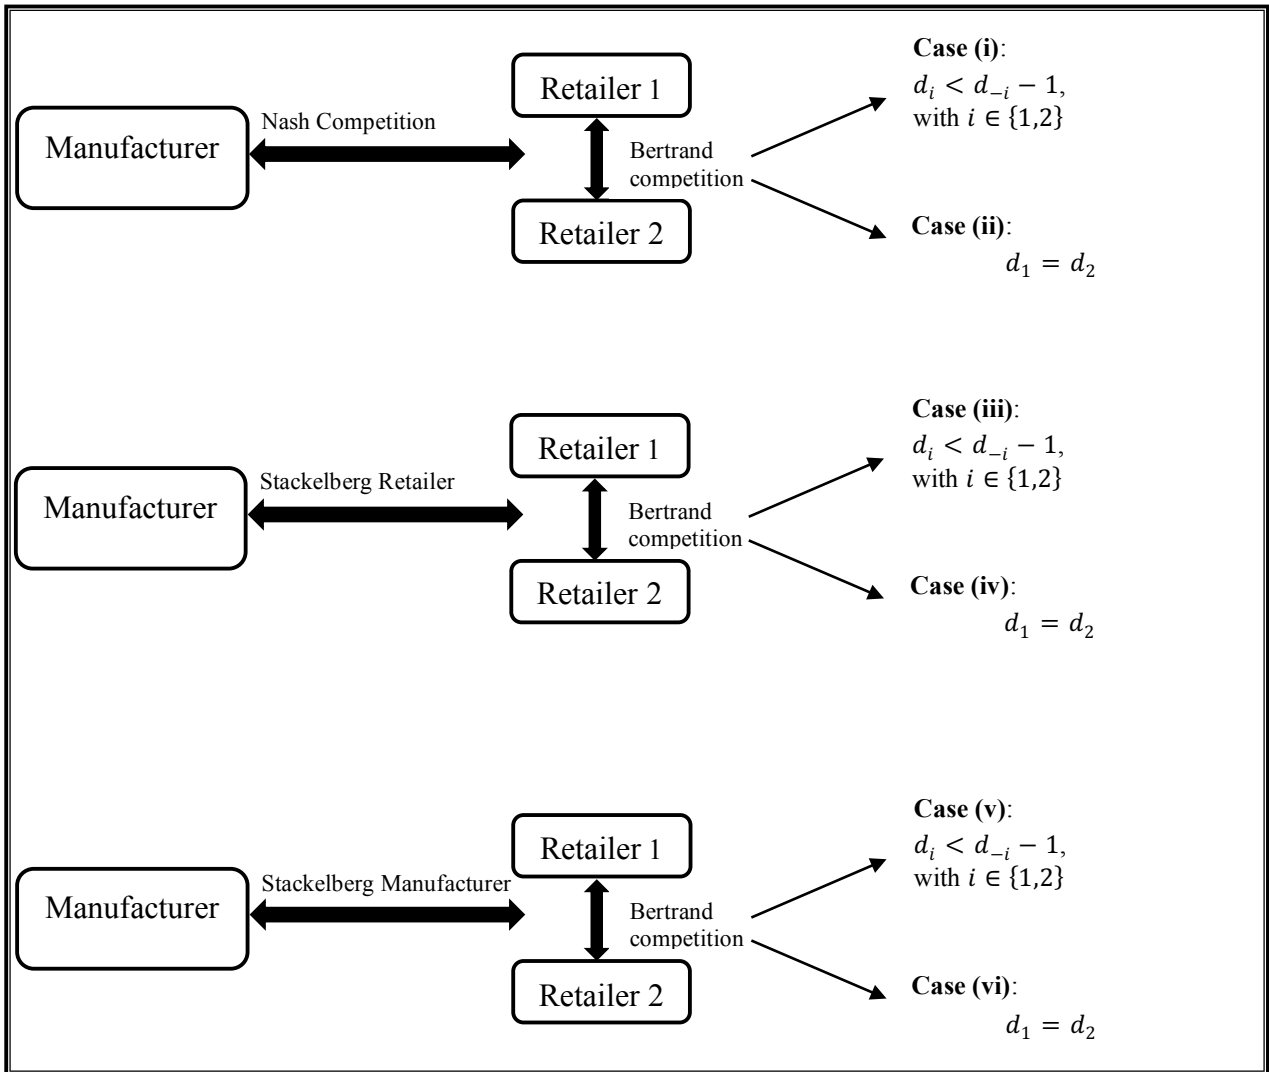 Case (i):
Retailer 1
d_i < d_{−i} − 1,
with i ∈ {1,2}
Nash Competition
Manufacturer
Bertrand
competition
Retailer 2
Case (ii):
d_1 = d_2
Case (iii):
Retailer 1
d_i < d_{−i} − 1,
with i ∈ {1,2}
Stackelberg Retailer
Manufacturer
Bertrand
competition
Retailer 2
Case (iv):
d_1 = d_2
Case (v):
Retailer 1
d_i < d_{−i} − 1,
with i ∈ {1,2}
Stackelberg Manufacturer
Manufacturer
Bertrand
competition
Retailer 2
Case (vi):
d_1 = d_2